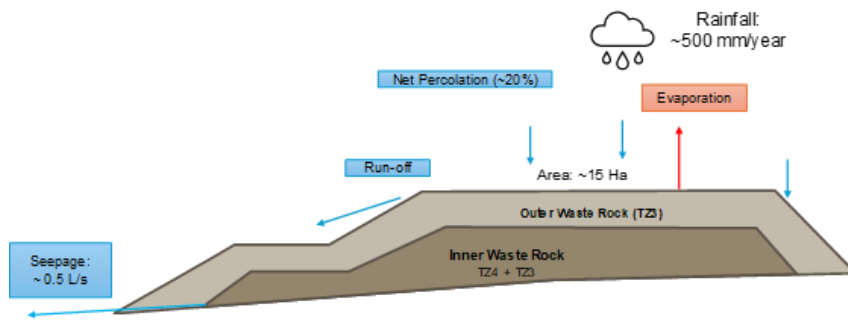 Rainfall:
~500 mm/year
Net Percolation (~20%)
Evaporation
Run-off
Area: ~15 Ha
Outer Waste Rock (TZ3)
Seepage:
~0.5 L/s
Inner Waste Rock
TZ4 + TZ3